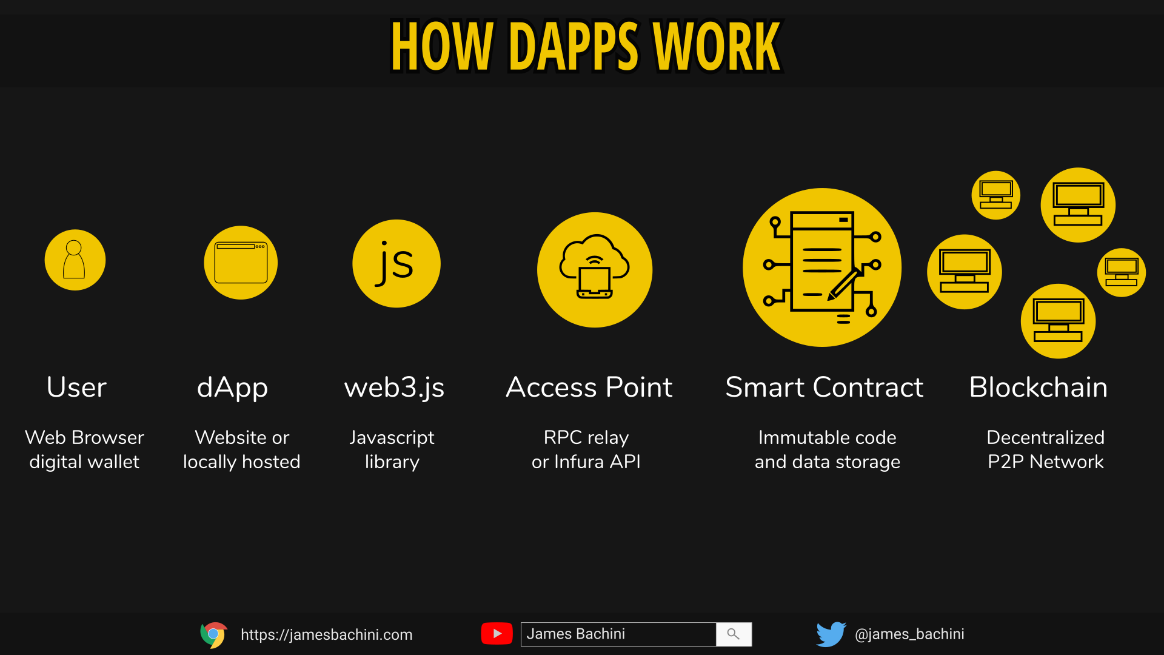 HOW DAPPS WORK
js
User
Web Browser
digital wallet
dApp
Website or
locally hosted
web3.js
Javascript
library
Access Point
RPC relay
or Infura API
Smart Contract
Immutable code
and data storage
Blockchain
Decentralized
P2P Network
https://jamesbachini.com
James Bachini
@james_bachini